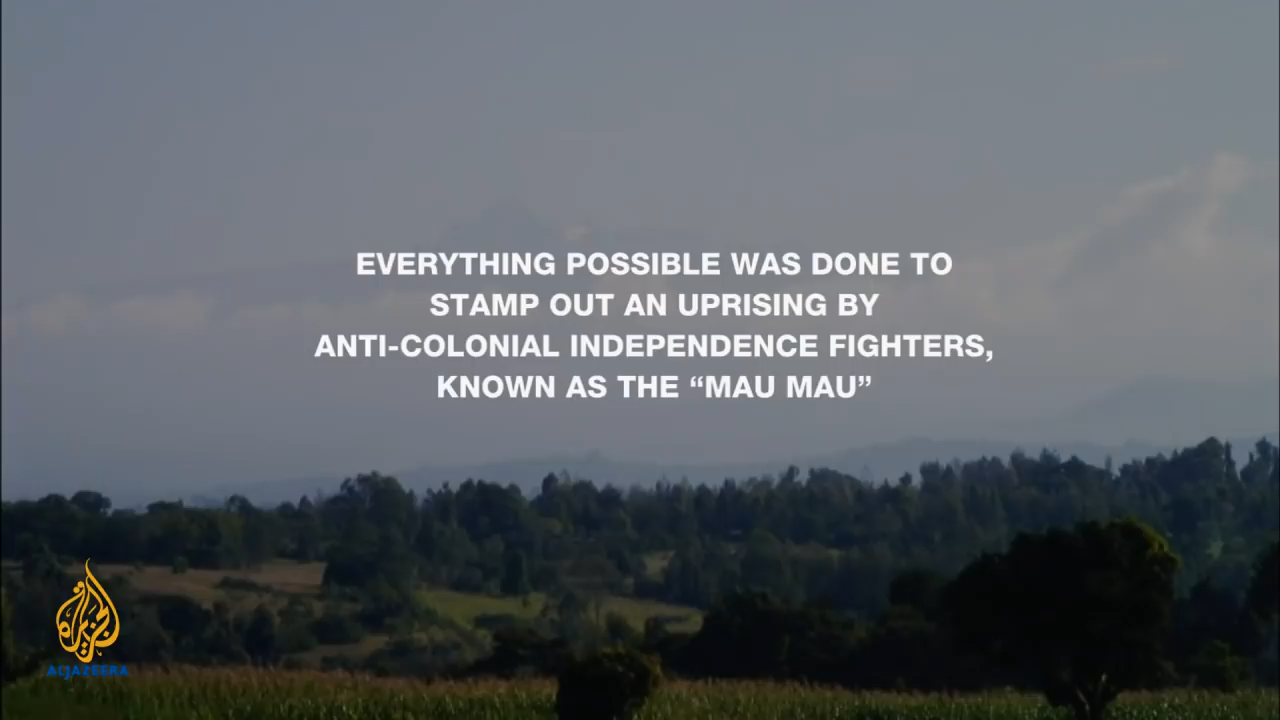 EVERYTHING POSSIBLE WAS DONE TO
STAMP OUT AN UPRISING BY
ANTI-COLONIAL INDEPENDENCE FIGHTERS,
KNOWN AS THE “MAU MAU”
الجزيرة
ALJAZEERA